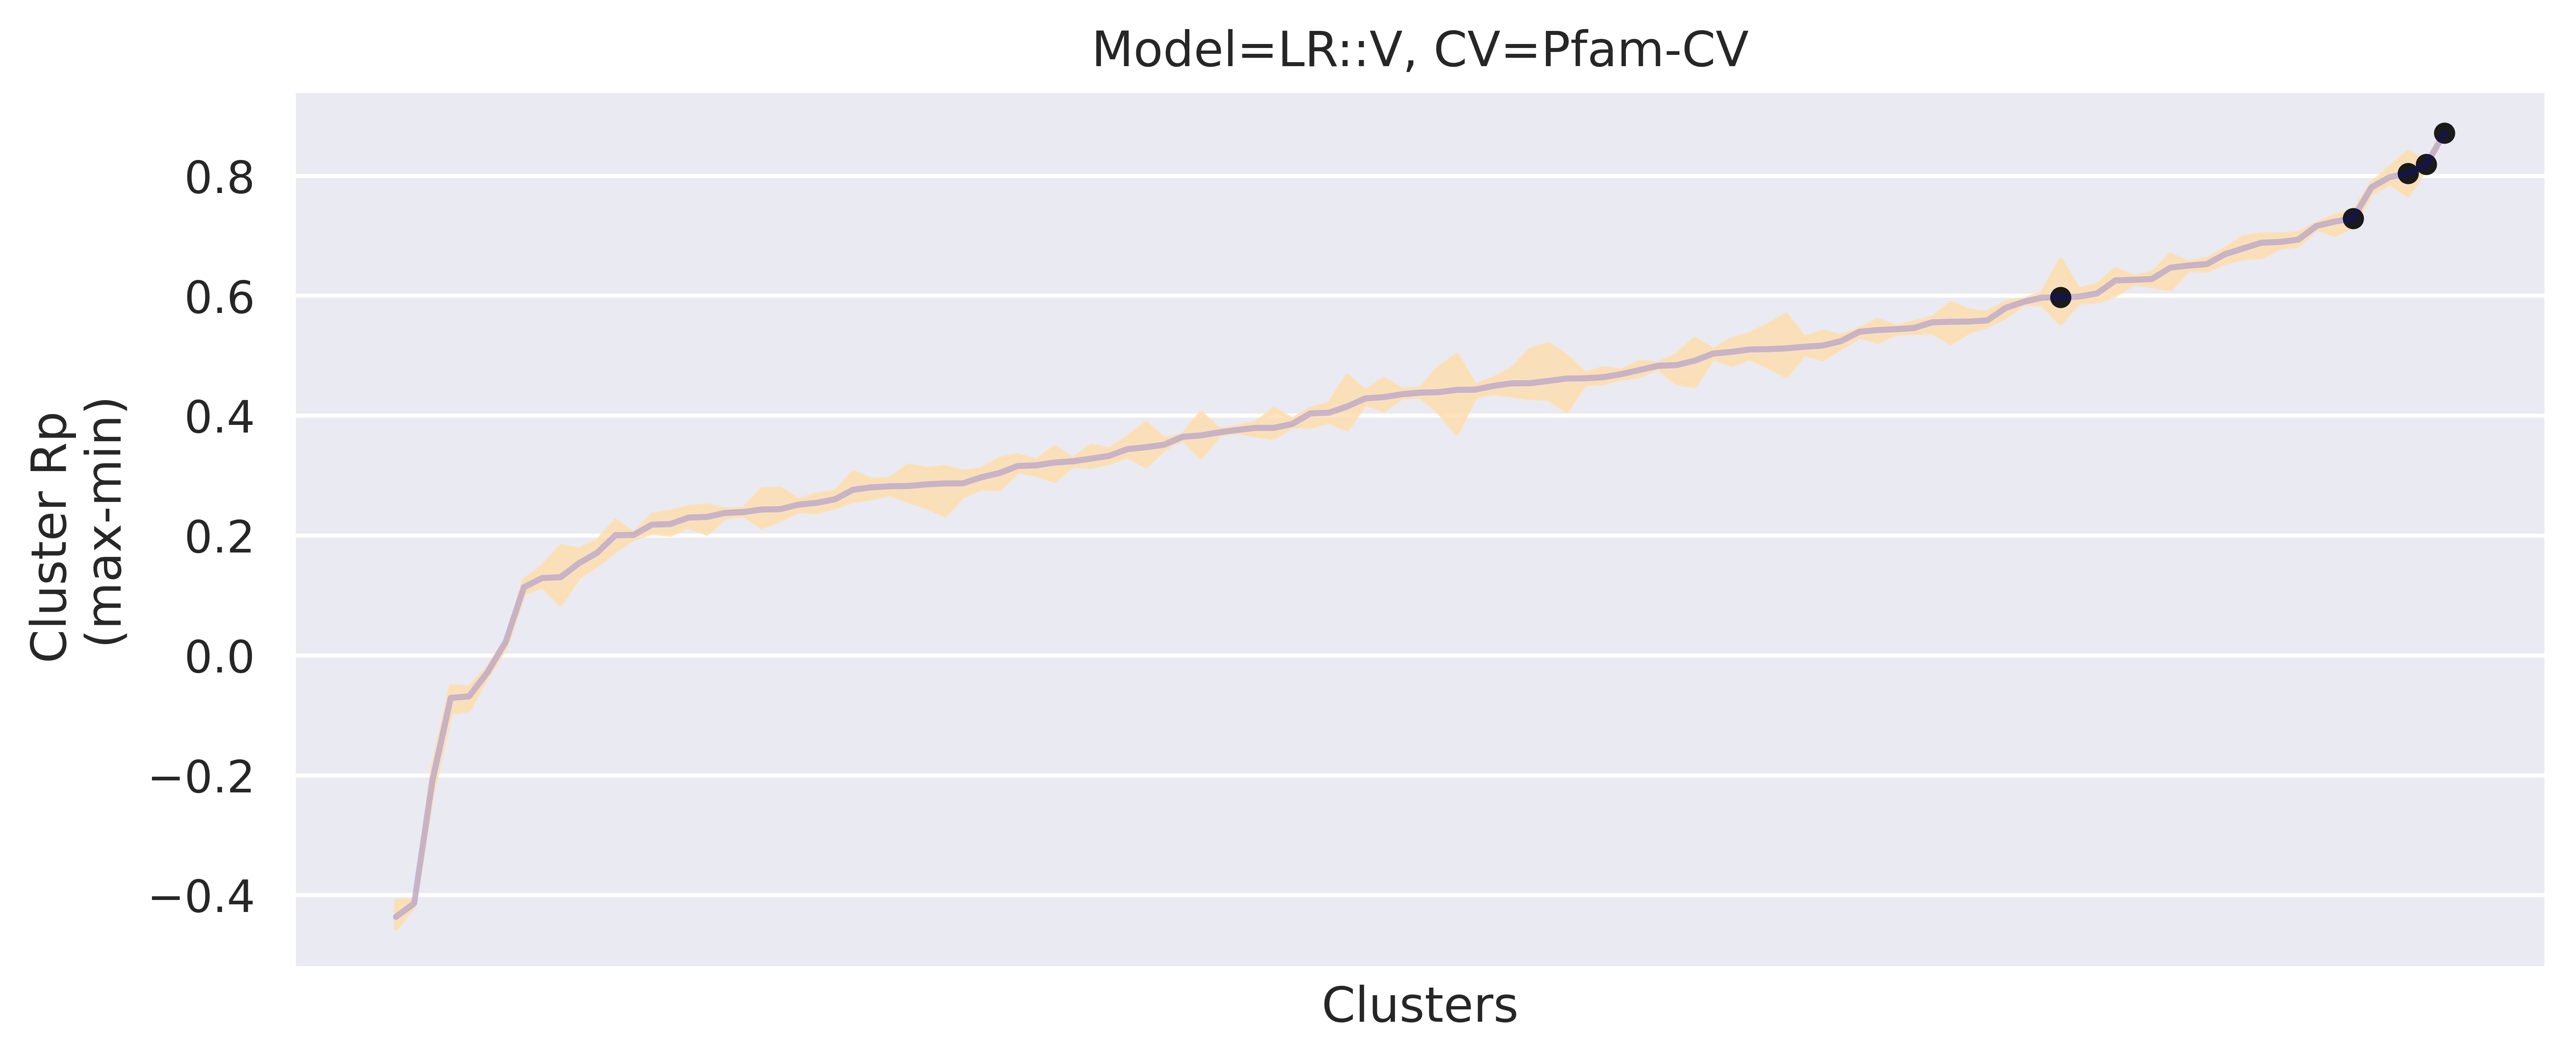 Model=LR::V, CV=Pfam-CV
Cluster Rp
(max-min)
0.8
0.6
0.4
0.2
0.0
−0.2
−0.4
Clusters